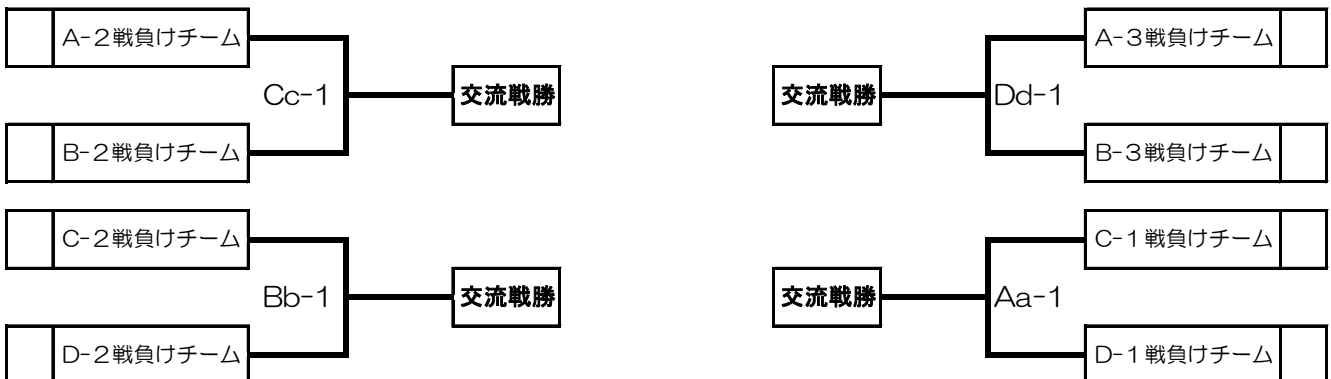 A-2戦負けチーム
A-3戦負けチーム
Cc-1
交流戦勝
交流戦勝
Dd-1
B-2戦負けチーム
B-3戦負けチーム
C-2戦負けチーム
C-1戦負けチーム
Bb-1
交流戦勝
交流戦勝
Aa-1
D-2戦負けチーム
D-1戦負けチーム